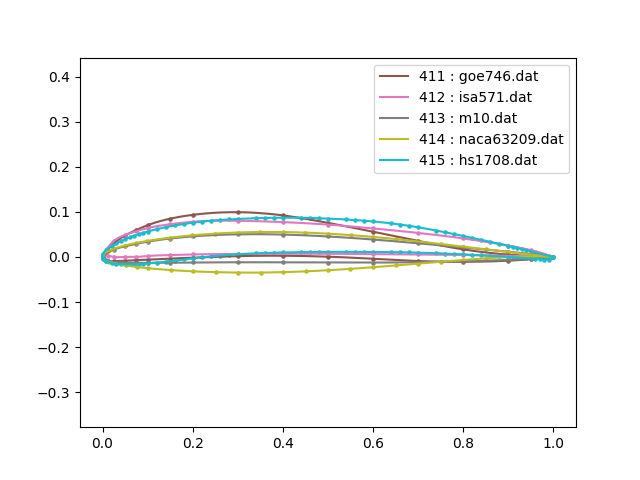 411 : goe746.dat
412 : isa571.dat
413 : m10.dat
414 : naca63209.dat
415 : hs1708.dat
0.4
0.3
0.2
0.1
0.0
−0.1
−0.2
−0.3
0.0 0.2 0.4 0.6 0.8 1.0